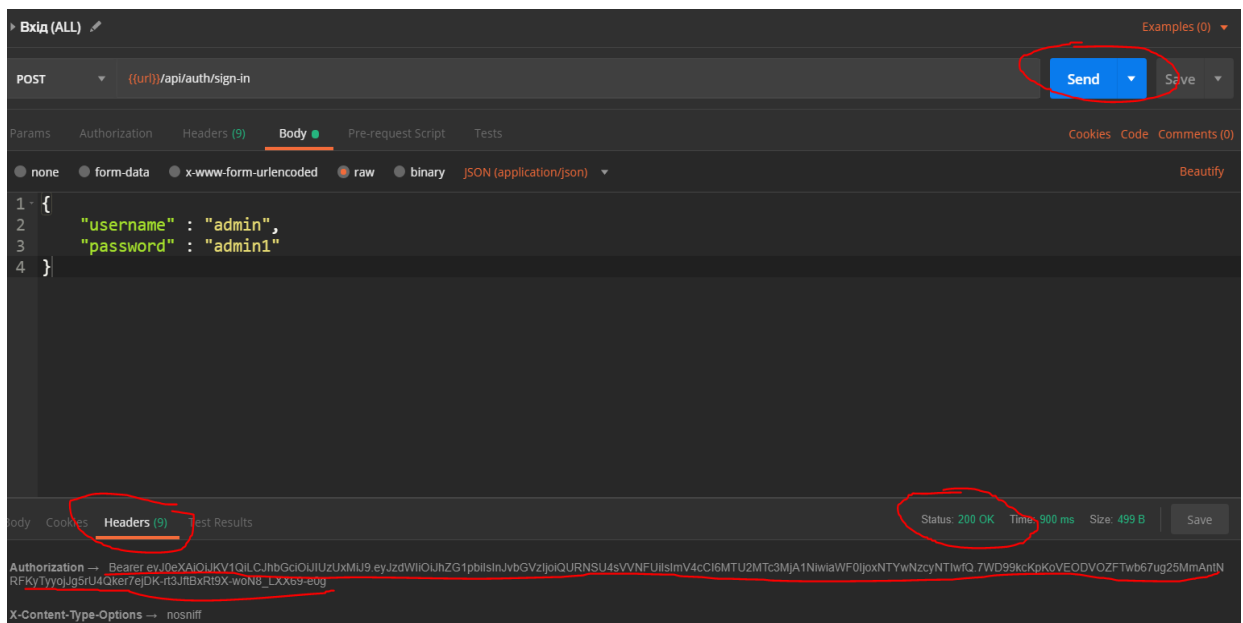 Вхід (ALL)
Examples (0)
POST {{url}}/api/auth/sign-in Send Save
Params Authorization Headers (9) Body Pre-request Script Tests Cookies Code Comments (0)
none form-data x-www-form-urlencoded raw binary JSON (application/json) Beautify
1 {
2 "username" : "admin",
3 "password" : "admin1"
4 }
Body Cookies Headers (9) Test Results Status: 200 OK Time: 900 ms Size: 499 B Save
Authorization → Bearer
X-Content-Type-Options → nosniff